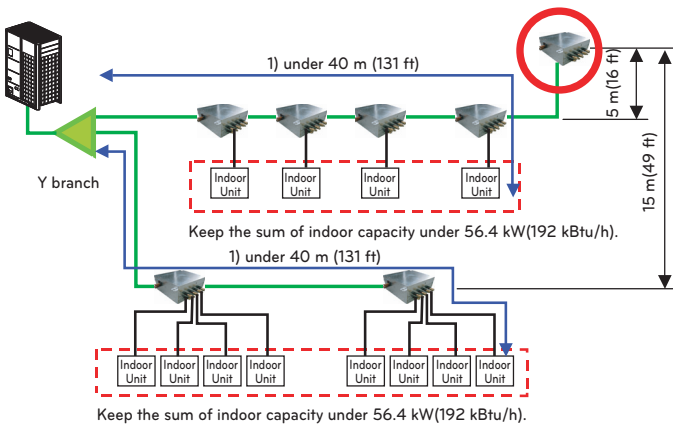 1) under 40 m (131 ft)
5 m(16 ft)
15 m(49 ft)
Y branch
Indoor
Unit
Indoor
Unit
Indoor
Unit
Indoor
Unit
Keep the sum of indoor capacity under 56.4 kW(192 kBtu/h).
1) under 40 m (131 ft)
Indoor
Unit
Indoor
Unit
Indoor
Unit
Indoor
Unit
Indoor
Unit
Indoor
Unit
Indoor
Unit
Indoor
Unit
Keep the sum of indoor capacity under 56.4 kW(192 kBtu/h).